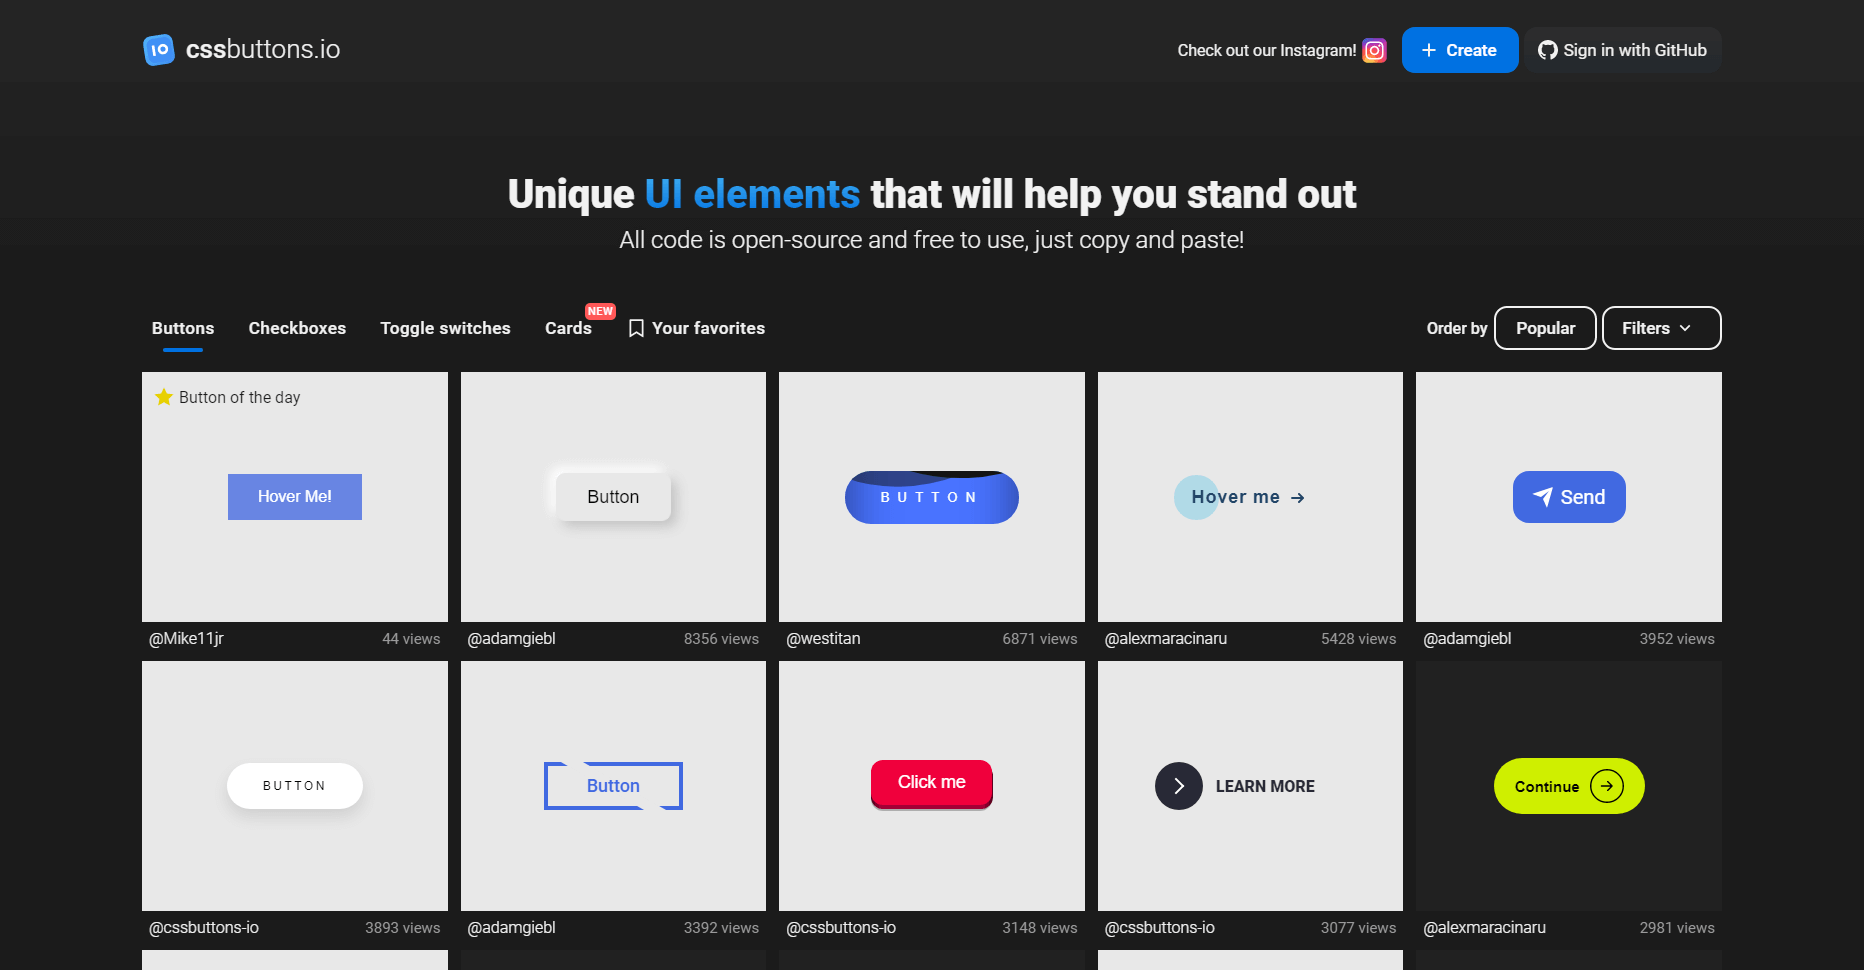 IO cssbuttons.io
Check out our Instagram!
+ Create
Sign in with GitHub
Unique UI elements that will help you stand out
All code is open-source and free to use, just copy and paste!
Buttons
Checkboxes
Toggle switches
Cards
NEW
Your favorites
Order by
Popular
Filters
Button of the day
Hover Me!
Button
BUTTON
Hover me →
Send
@Mike11jr
44 views
@adamgiebl
8356 views
@westitan
6871 views
@alexmaracinaru
5428 views
@adamgiebl
3952 views
BUTTON
Button
Click me
LEARN MORE
Continue
@cssbuttons-io
3893 views
@adamgiebl
3392 views
@cssbuttons-io
3148 views
@cssbuttons-io
3077 views
@alexmaracinaru
2981 views